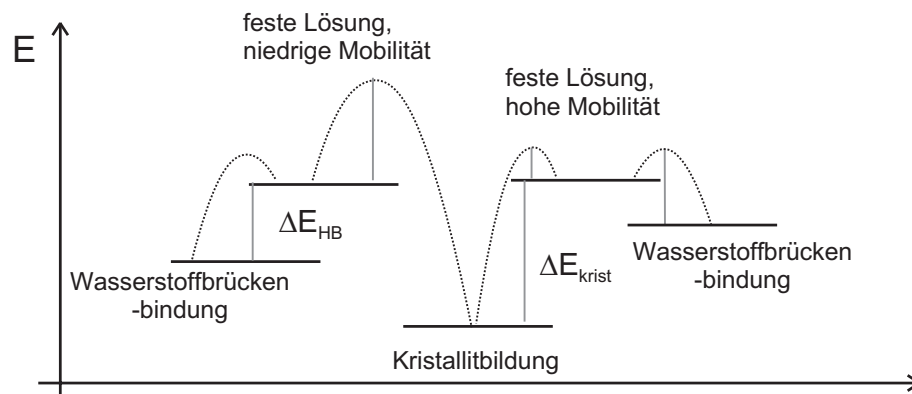 E
feste Lösung,
niedrige Mobilität
feste Lösung,
hohe Mobilität
ΔE_HB
Wasserstoffbrücken
-bindung
ΔE_krist
Wasserstoffbrücken
-bindung
Kristallitbildung